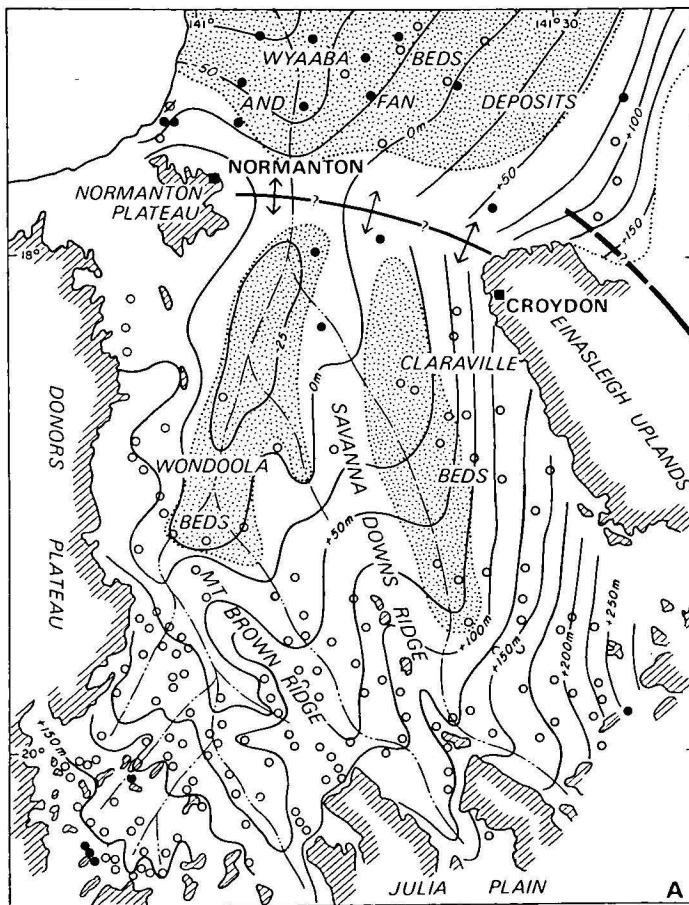 141°
141° 30
WYAABA BEDS
-50
AND FAN DEPOSITS
0m
+100
NORMANTON
NORMANTON
PLATEAU
?
?
+50
+150
?
18°
CROYDON
EINASLEIGH UPLANDS
-25
0m
CLARAVILLE
BEDS
DONORS
PLATEAU
SAVANNA DOWNS RIDGE
WONDOOLA
BEDS
+50m
MT BROWN RIDGE
+100m
+150m
+200m
+250m
20°
+150m
JULIA PLAIN
A